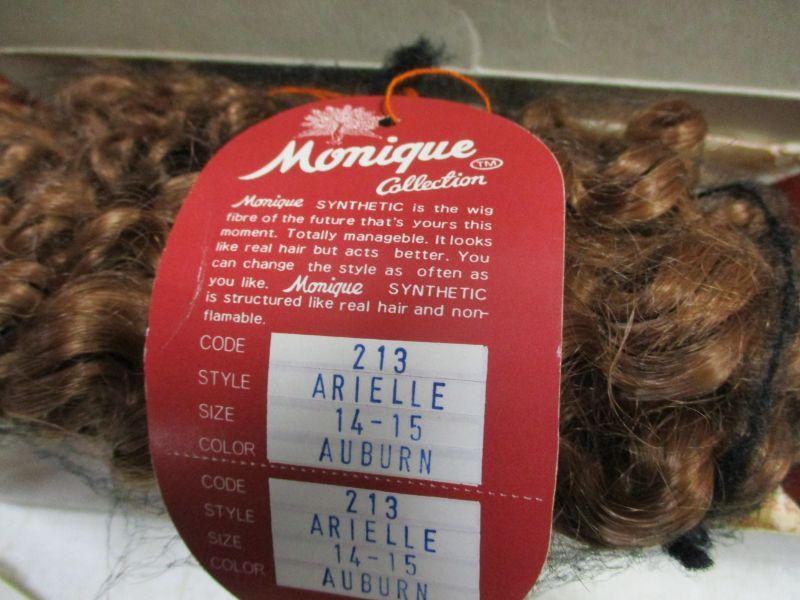 Monique TM
Collection
Monique SYNTHETIC is the wig
fibre of the future that's yours this
moment. Totally manageable. It looks
like real hair but acts better. You
can change the style as often as
you like. Monique SYNTHETIC
is structured like real hair and non-
flamable.
CODE 213
STYLE ARIELLE
SIZE 14-15
COLOR AUBURN
CODE 213
STYLE ARIELLE
SIZE 14-15
COLOR AUBURN